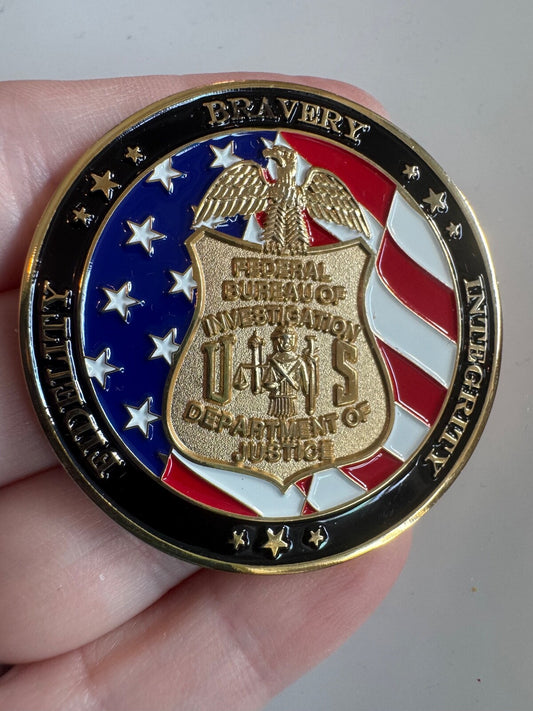 FIDELITY
BRAVERY
INTEGRITY
FEDERAL
BUREAU OF
INVESTIGATION
U S
DEPARTMENT OF
JUSTICE